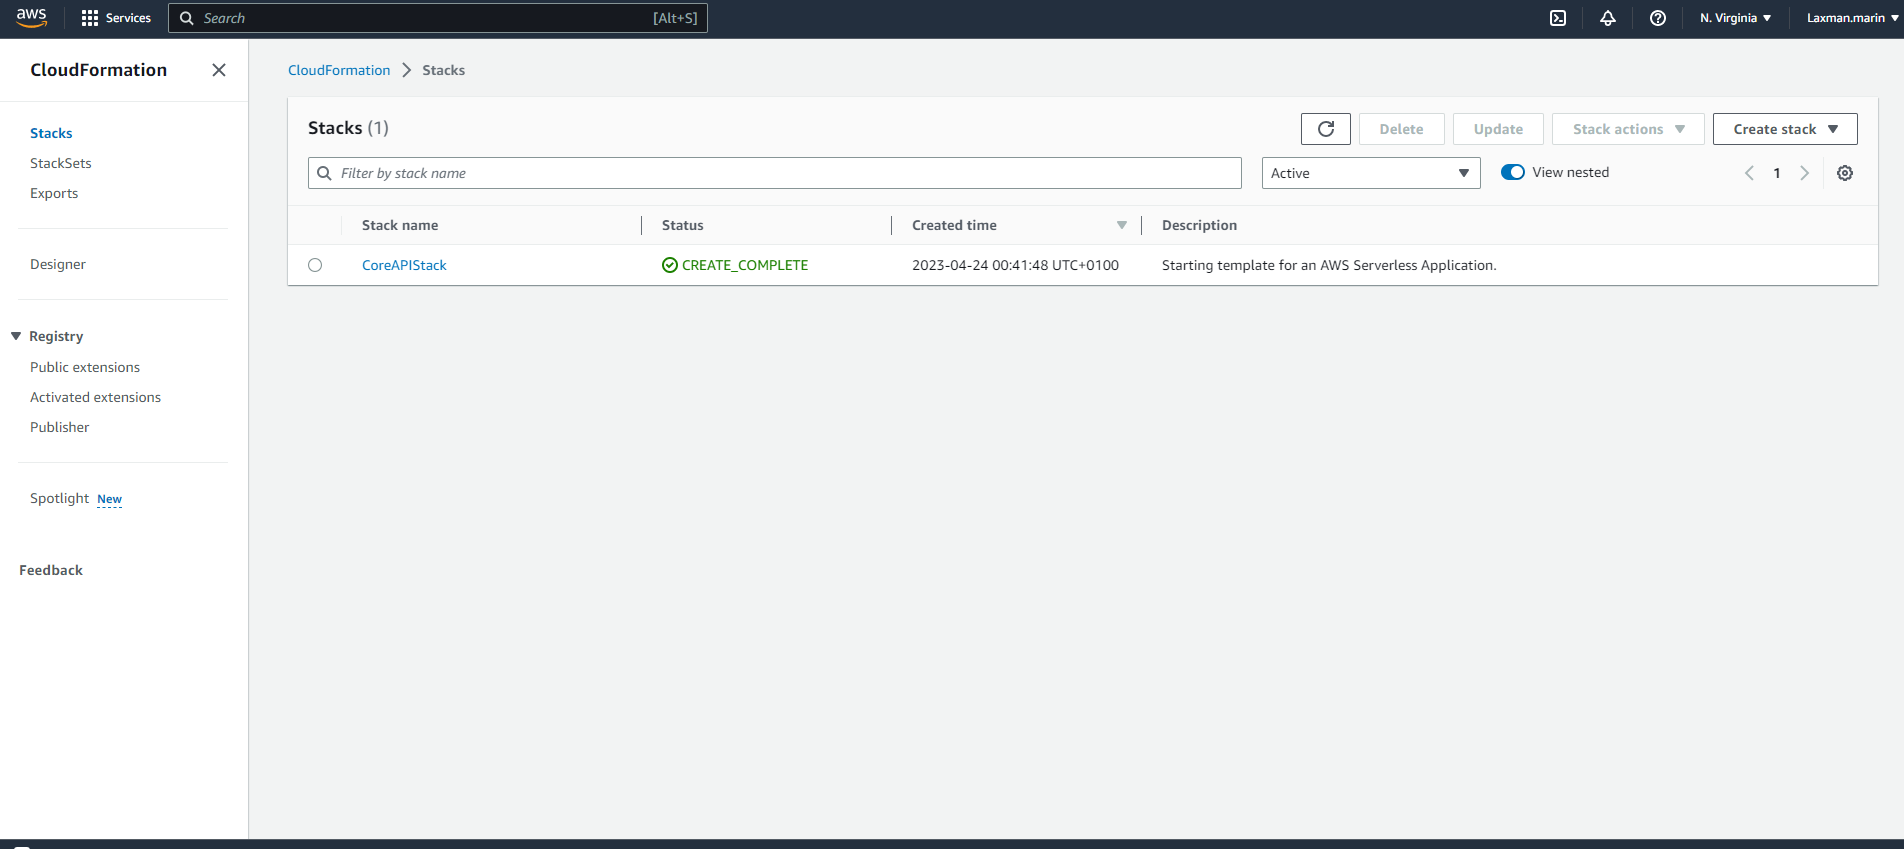 aws Services Search [Alt+S] N. Virginia Laxman.marin
CloudFormation
Stacks
StackSets
Exports
Designer
Registry
Public extensions
Activated extensions
Publisher
Spotlight New
Feedback
CloudFormation Stacks
Stacks (1) Delete Update Stack actions Create stack
Filter by stack name Active View nested 1
Stack name Status Created time Description
CoreAPIStack CREATE_COMPLETE 2023-04-24 00:41:48 UTC+0100 Starting template for an AWS Serverless Application.